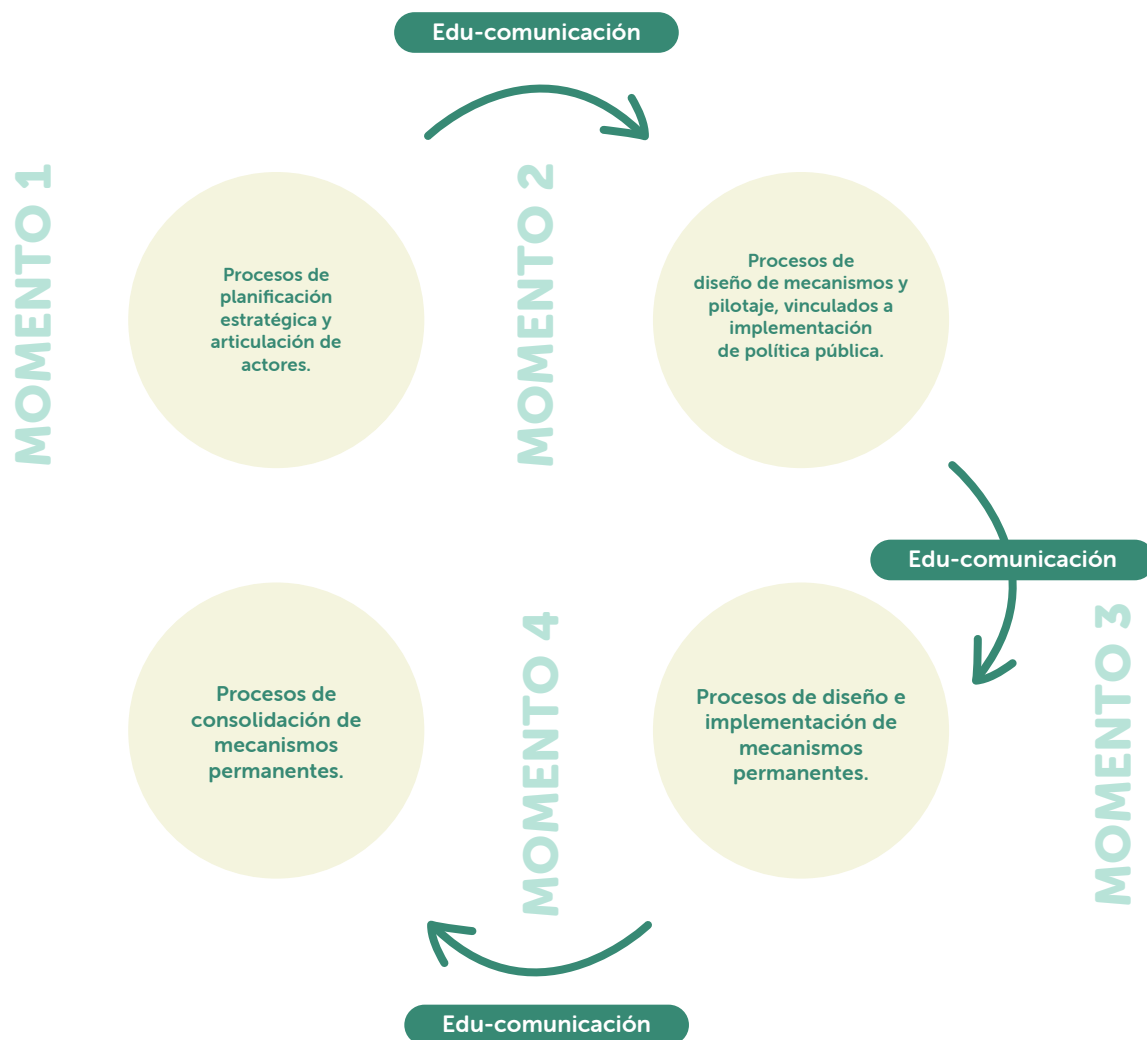 Edu-comunicación
MOMENTO 1
Procesos de
planificación
estratégica y
articulación de
actores.
MOMENTO 2
Procesos de
diseño de mecanismos y
pilotaje, vinculados a
implementación
de política pública.
Edu-comunicación
MOMENTO 3
Procesos de diseño e
implementación de
mecanismos
permanentes.
MOMENTO 4
Procesos de
consolidación de
mecanismos
permanentes.
Edu-comunicación